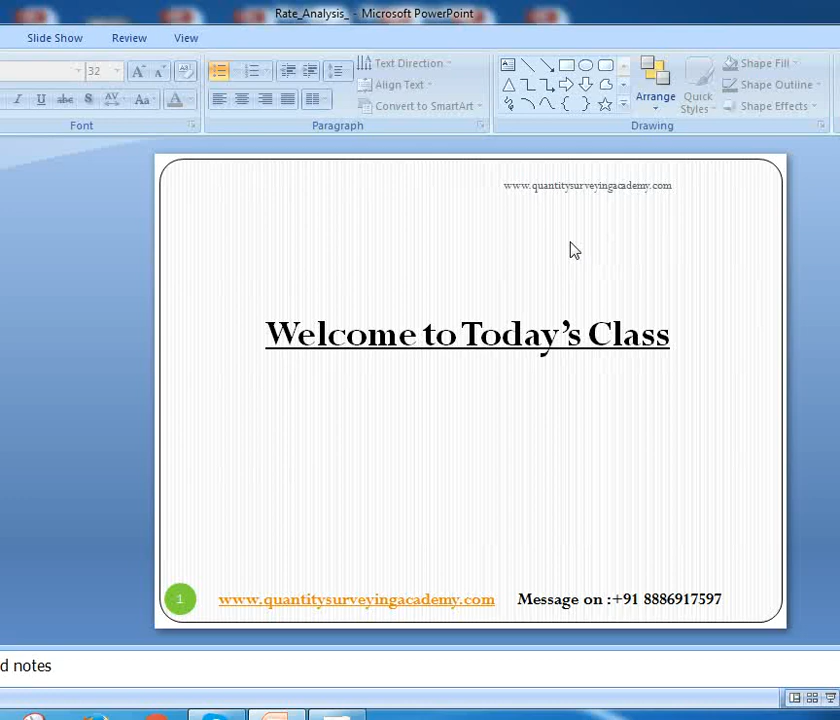 Rate_Analysis_ - Microsoft PowerPoint
Slide Show Review View
32 Text Direction
Aa A Align Text
Convert to SmartArt
Arrange Quick Styles
Shape Fill
Shape Outline
Shape Effects
Font Paragraph Drawing
www.quantitysurveyingacademy.com
Welcome to Today's Class
1 www.quantitysurveyingacademy.com Message on :+91 8886917597
d notes